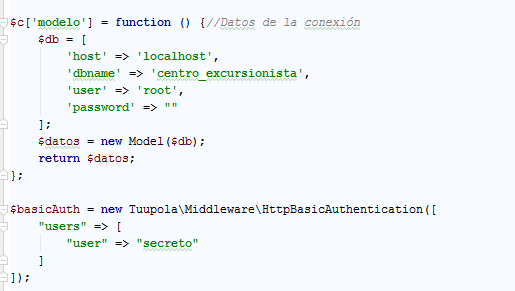 $c['modelo'] = function () {//Datos de la conexión
    $db = [
        'host' => 'localhost',
        'dbname' => 'centro_excursionista',
        'user' => 'root',
        'password' => ""
    ];
    $datos = new Model($db);
    return $datos;
};
$basicAuth = new Tuupola\Middleware\HttpBasicAuthentication([
    "users" => [
        "user" => "secreto"
    ]
]);